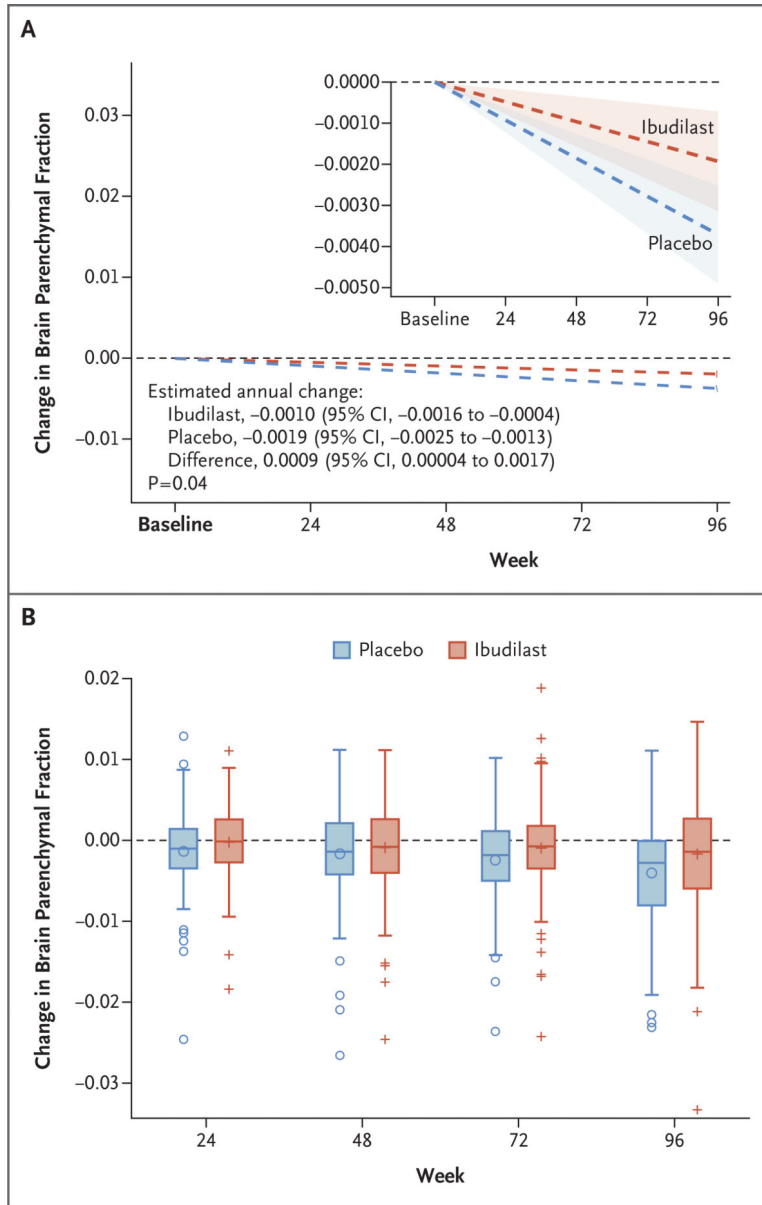 A
0.0000
−0.0010
−0.0020
−0.0030
−0.0040
−0.0050
Ibudilast
Placebo
Baseline 24 48 72 96
Change in Brain Parenchymal Fraction
0.03
0.02
0.01
0.00
−0.01
Estimated annual change:
Ibudilast, −0.0010 (95% CI, −0.0016 to −0.0004)
Placebo, −0.0019 (95% CI, −0.0025 to −0.0013)
Difference, 0.0009 (95% CI, 0.00004 to 0.0017)
P=0.04
Baseline 24 48 72 96
Week
B
Placebo Ibudilast
Change in Brain Parenchymal Fraction
0.02
0.01
0.00
−0.01
−0.02
−0.03
24 48 72 96
Week